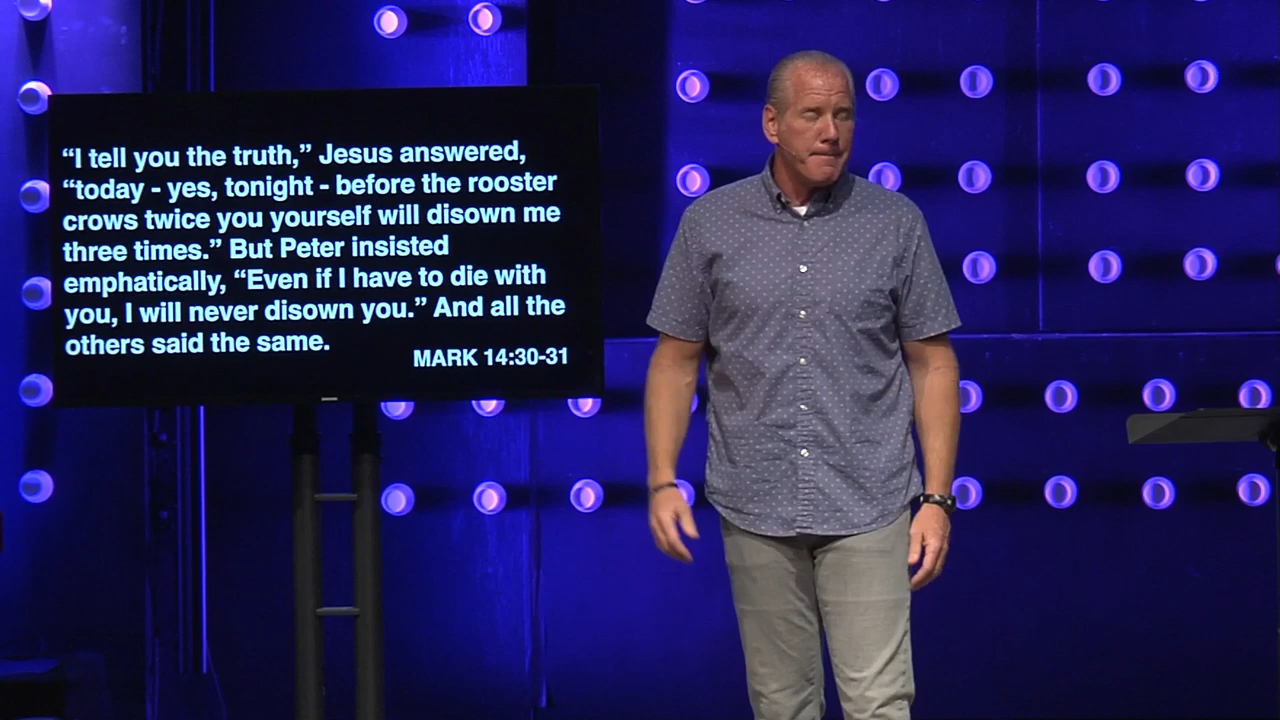 “I tell you the truth,” Jesus answered,
“today - yes, tonight - before the rooster
crows twice you yourself will disown me
three times.” But Peter insisted
emphatically, “Even if I have to die with
you, I will never disown you.” And all the
others said the same.
MARK 14:30-31